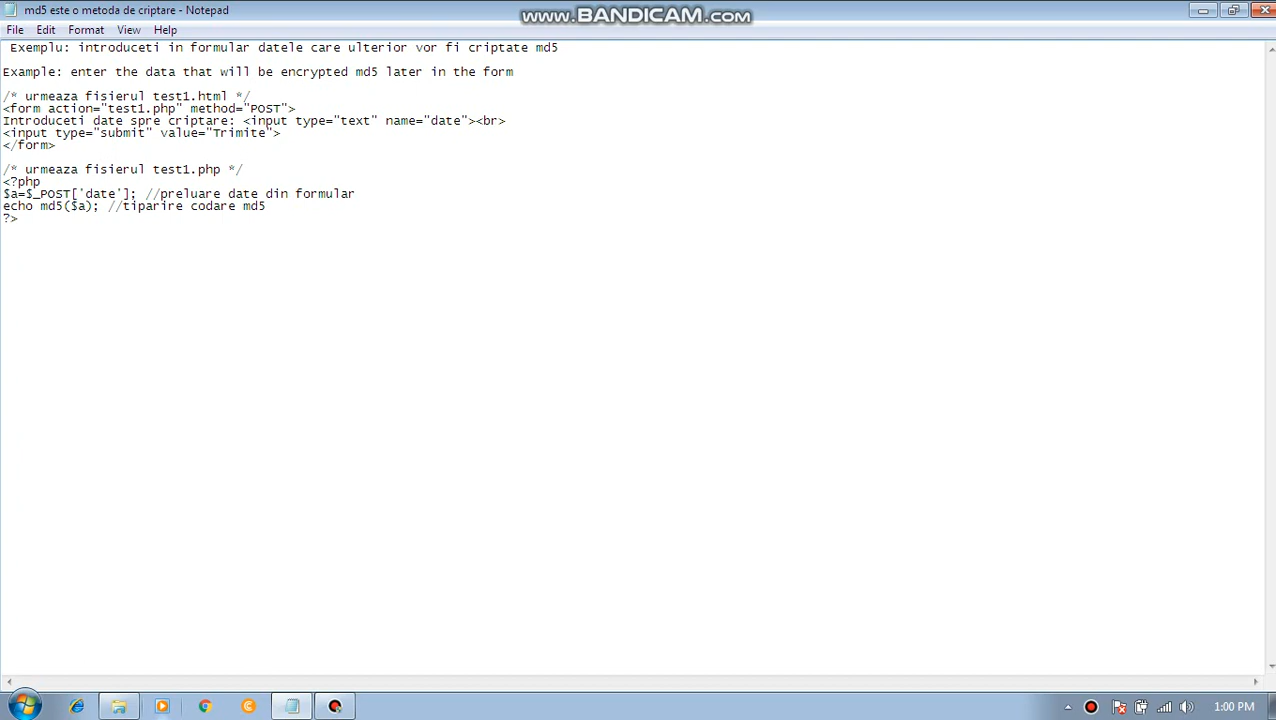 md5 este o metoda de criptare - Notepad
www.BANDICAM.com
File Edit Format View Help
Exemplu: introduceti in formular datele care ulterior vor fi criptate md5
Example: enter the data that will be encrypted md5 later in the form
/* urmeaza fisierul test1.html */
<form action="test1.php" method="POST">
Introduceti date spre criptare: <input type="text" name="date"><br>
<input type="submit" value="Trimite">
</form>
/* urmeaza fisierul test1.php */
<?php
$a=$_POST['date']; //preluare date din formular
echo md5($a); //tiparire codare md5
?>
1:00 PM